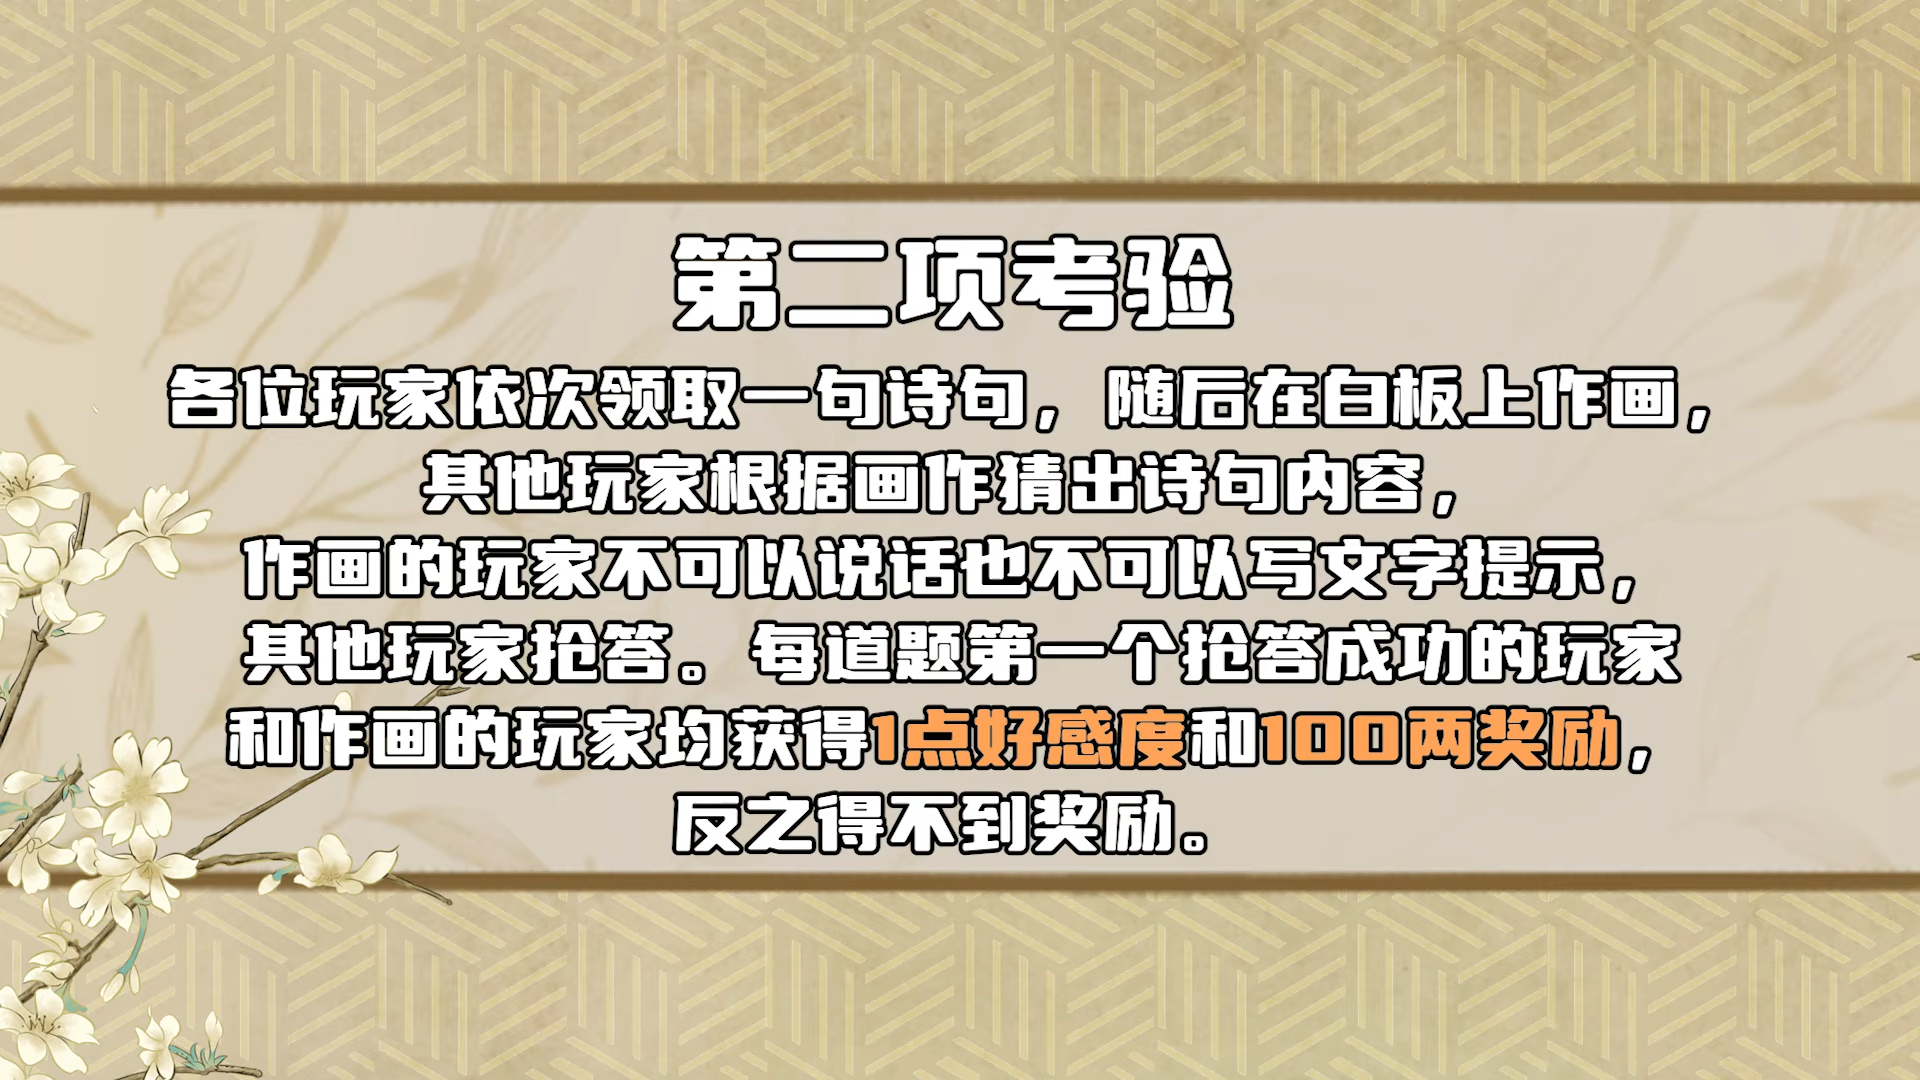 第二项考验
各位玩家依次领取一句诗句，随后在白板上作画，
其他玩家根据画作猜出诗句内容，
作画的玩家不可以说话也不可以写文字提示，
其他玩家抢答。每道题第一个抢答成功的玩家
和作画的玩家均获得1点好感度和100两奖励，
反之得不到奖励。